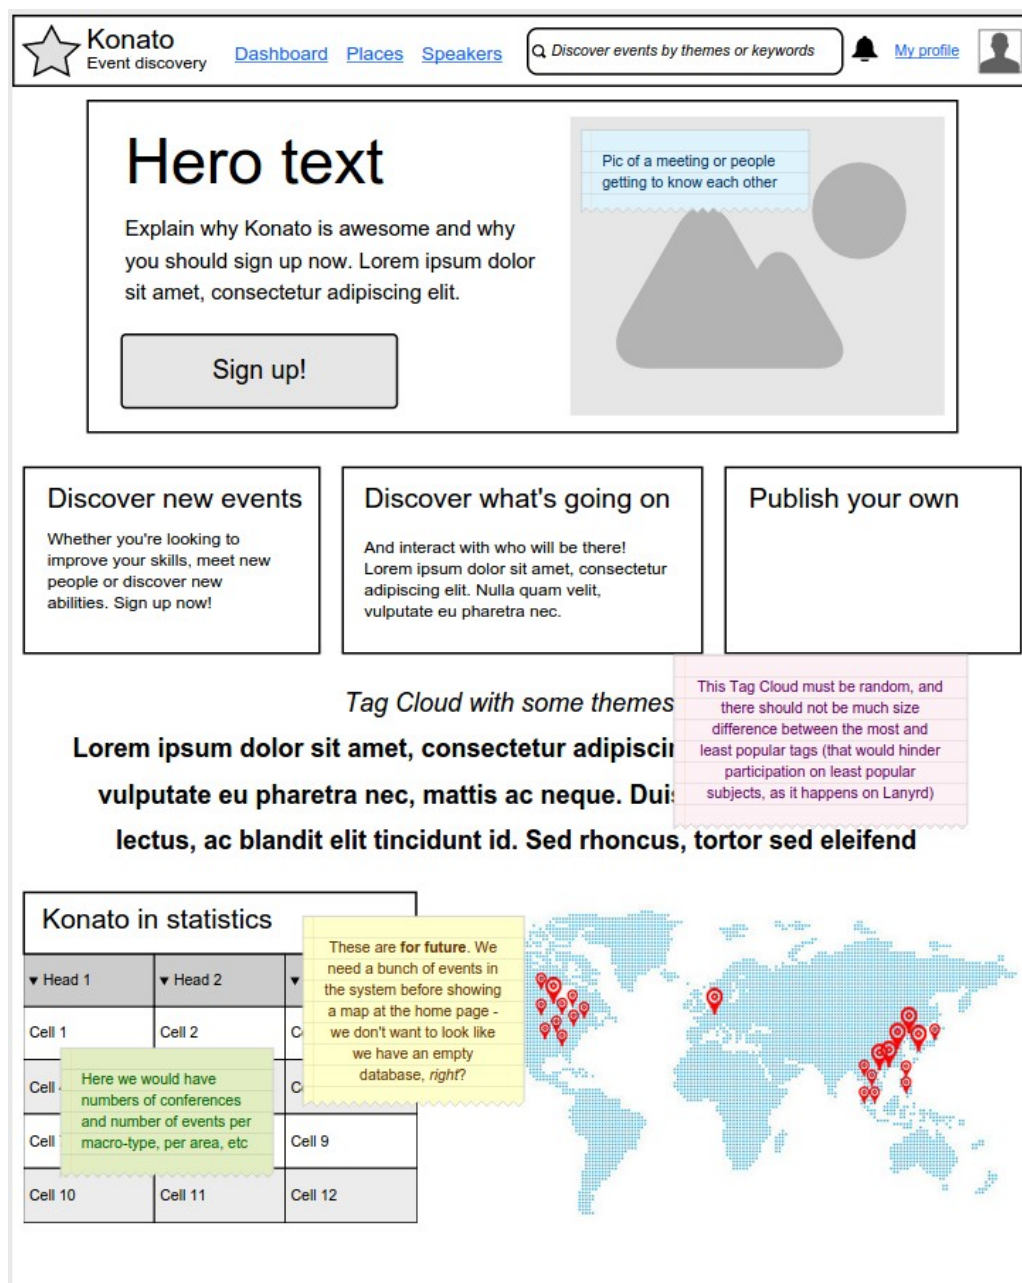 Konato
Event discovery
Dashboard Places Speakers
Discover events by themes or keywords
My profile
Hero text
Explain why Konato is awesome and why
you should sign up now. Lorem ipsum dolor
sit amet, consectetur adipiscing elit.
Sign up!
Pic of a meeting or people
getting to know each other
Discover new events
Whether you're looking to
improve your skills, meet new
people or discover new
abilities. Sign up now!
Discover what's going on
And interact with who will be there!
Lorem ipsum dolor sit amet, consectetur
adipiscing elit. Nulla quam velit,
vulputate eu pharetra nec.
Publish your own
Tag Cloud with some themes
Lorem ipsum dolor sit amet, consectetur
vulputate eu pharetra nec, mattis ac neque.
lectus, ac blandit elit tincidunt id. Sed rhoncus, tortor sed eleifend
This Tag Cloud must be random, and
there should not be much size
difference between the most and
least popular tags (that would hinder
participation on least popular
subjects, as it happens on Lanyrd)
Konato in statistics
▾ Head 1 ▾ Head 2 ▾
Cell 1 Cell 2
Cell
Cell Cell 9
Cell 10 Cell 11 Cell 12
These are for future. We
need a bunch of events in
the system before showing
a map at the home page -
we don't want to look like
we have an empty
database, right?
Here we would have
numbers of conferences
and number of events per
macro-type, per area, etc